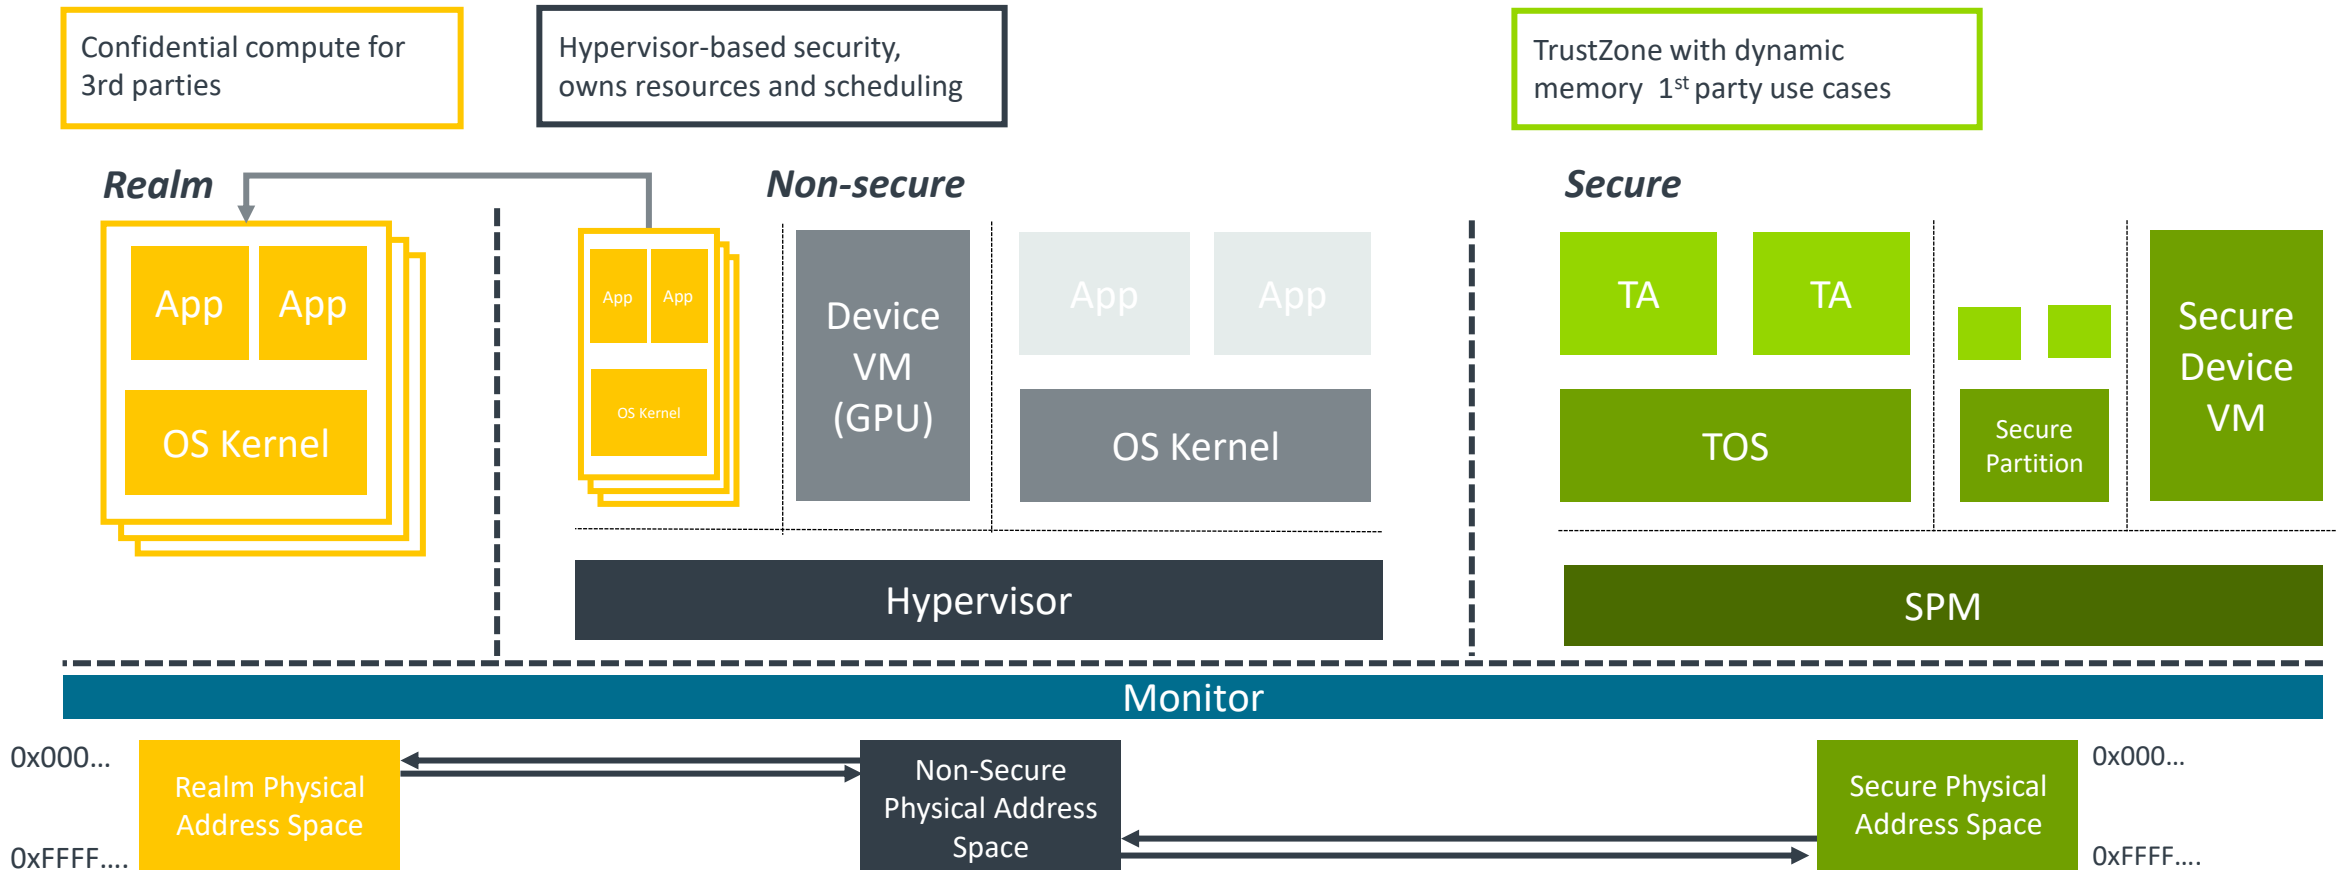 Confidential compute for
3rd parties
Hypervisor-based security,
owns resources and scheduling
TrustZone with dynamic
memory 1st party use cases
Realm
Non-secure
Secure
App
App
OS Kernel
App
App
OS Kernel
Device
VM
(GPU)
App
App
OS Kernel
TA
TA
TOS
Secure
Partition
Secure
Device
VM
Hypervisor
SPM
Monitor
0x000...
0xFFFF....
Realm Physical
Address Space
Non-Secure
Physical Address
Space
Secure Physical
Address Space
0x000...
0xFFFF....